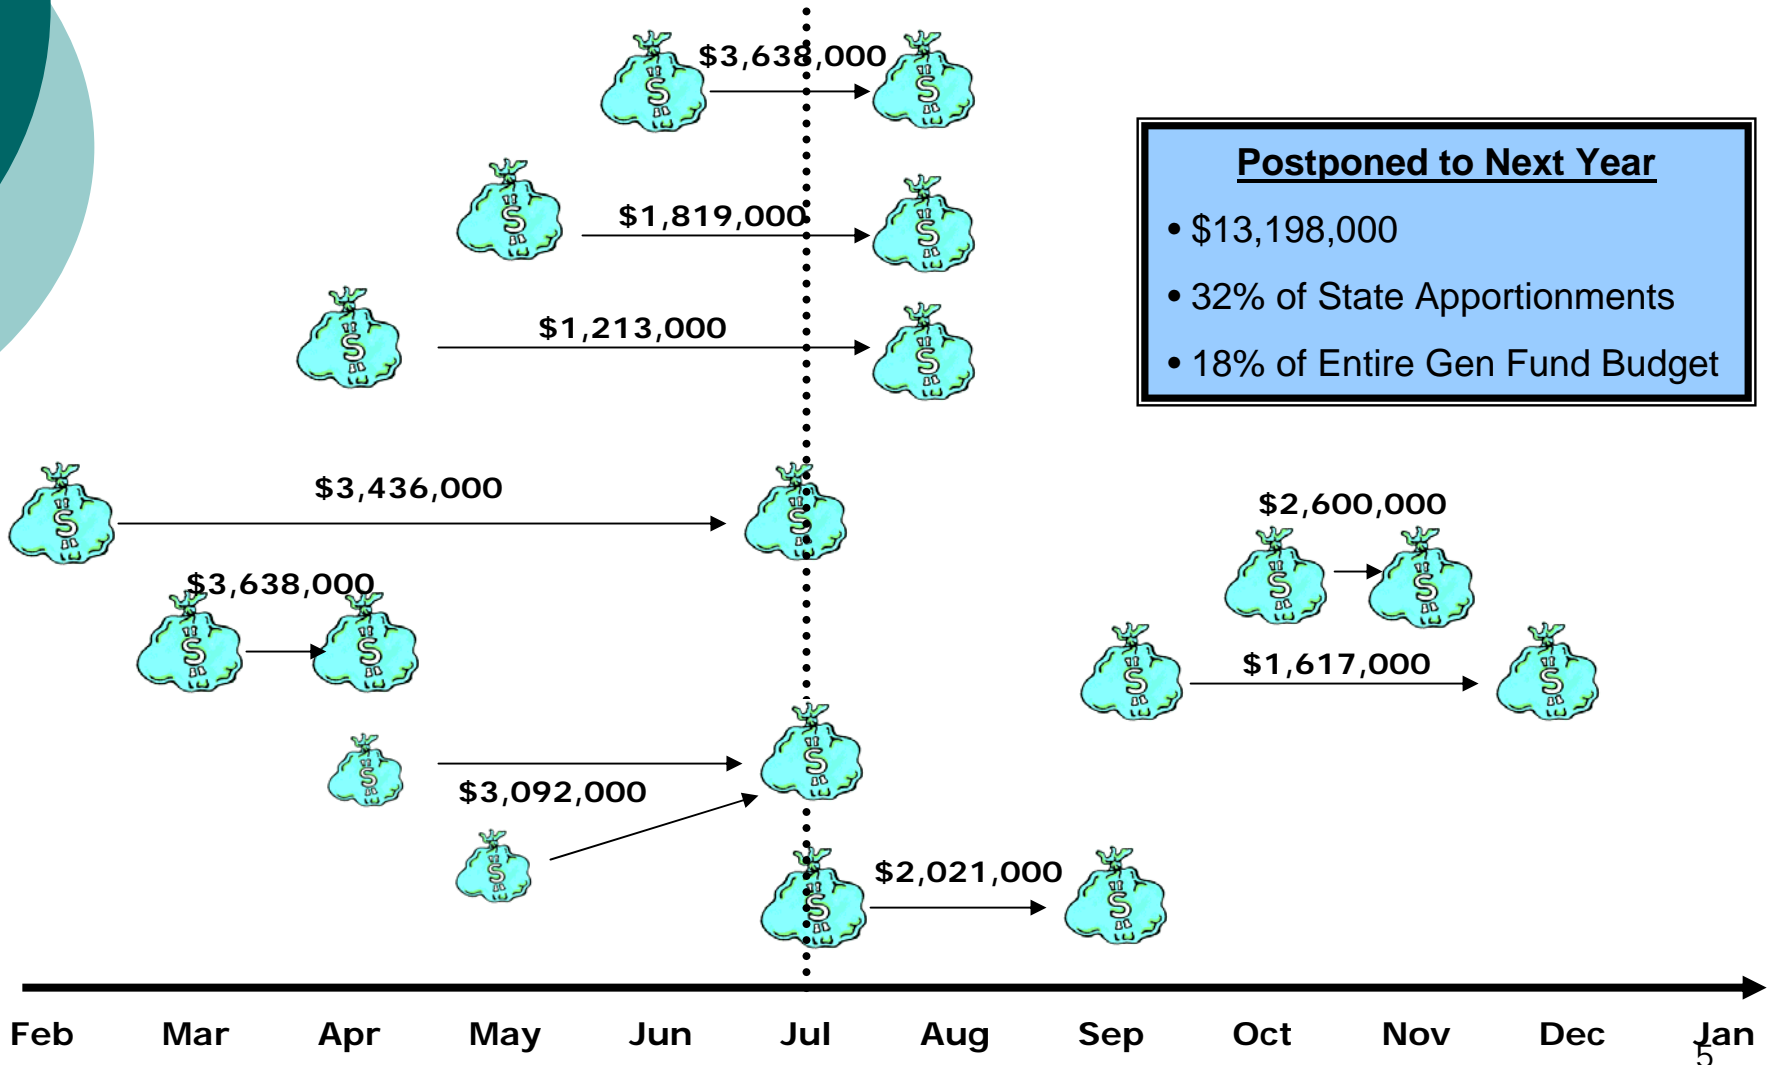 $3,638,000
$1,819,000
$1,213,000
Postponed to Next Year
• $13,198,000
• 32% of State Apportionments
• 18% of Entire Gen Fund Budget
$3,436,000
$2,600,000
$3,638,000
$1,617,000
$3,092,000
$2,021,000
Feb Mar Apr May Jun Jul Aug Sep Oct Nov Dec Jan
5